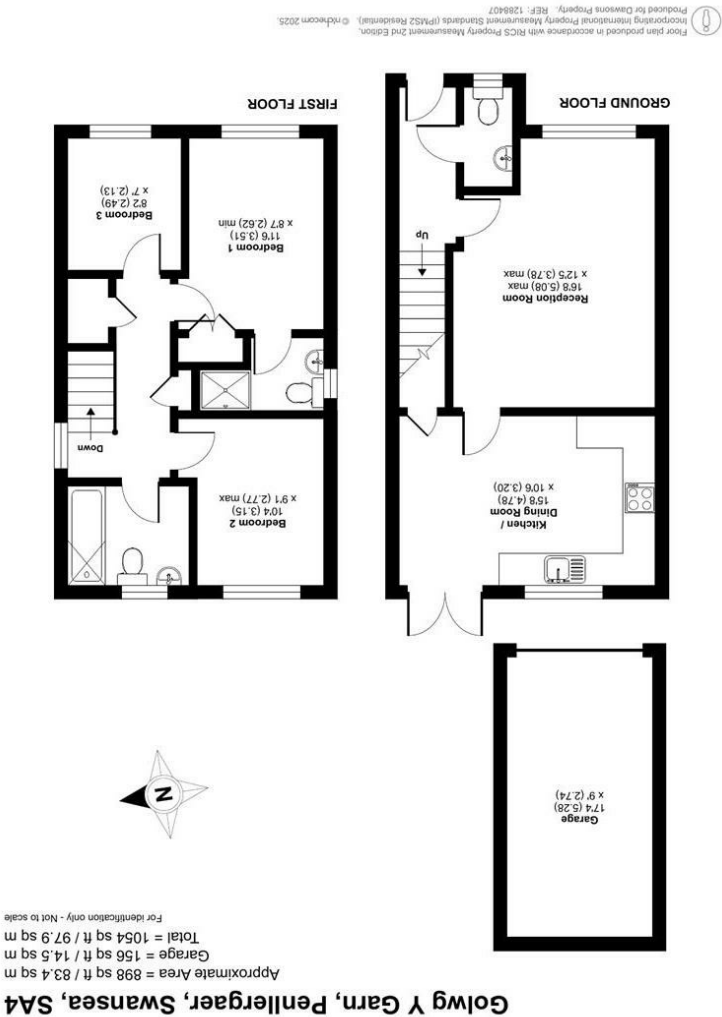 Golwg Y Garn, Penllergaer, Swansea, SA4
Approximate Area = 898 sq ft / 83.4 sq m
Garage = 156 sq ft / 14.5 sq m
Total = 1054 sq ft / 97.9 sq m
For identification only - Not to scale
N
Garage
17'4 (5.28)
x 9' (2.74)
Kitchen /
Dining Room
15'8 (4.78)
x 10'6 (3.20)
Reception Room
16'8 (5.08) max
x 12'5 (3.78) max
Up
GROUND FLOOR
Bedroom 2
10'4 (3.15)
x 9'1 (2.77) max
Down
Bedroom 1
11'6 (3.51)
x 8'7 (2.62) min
Bedroom 3
8'2 (2.49)
x 7' (2.13)
FIRST FLOOR
Floor plan produced in accordance with RICS Property Measurement 2nd Edition,
Incorporating International Property Measurement Standards (IPMS2 Residential). © nichecom 2025.
Produced for Dawsons Property. REF: 1288407